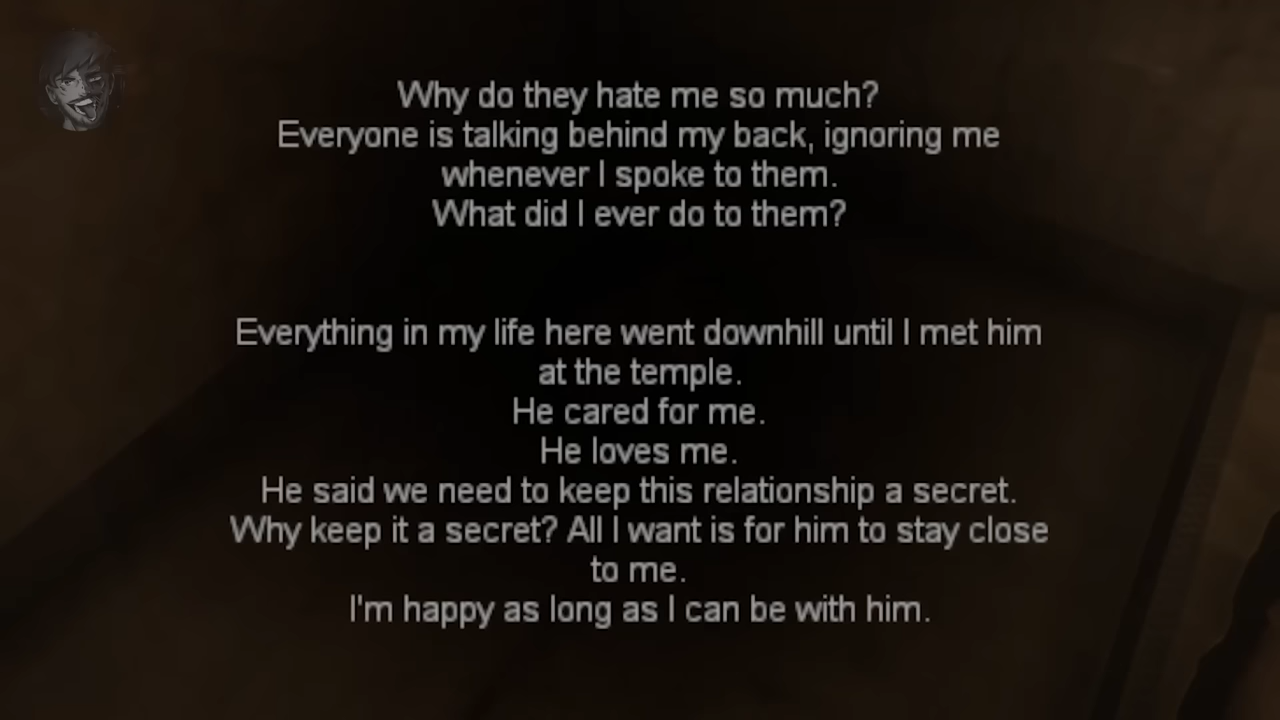 Why do they hate me so much?
Everyone is talking behind my back, ignoring me
whenever I spoke to them.
What did I ever do to them?
Everything in my life here went downhill until I met him
at the temple.
He cared for me.
He loves me.
He said we need to keep this relationship a secret.
Why keep it a secret? All I want is for him to stay close
to me.
I'm happy as long as I can be with him.